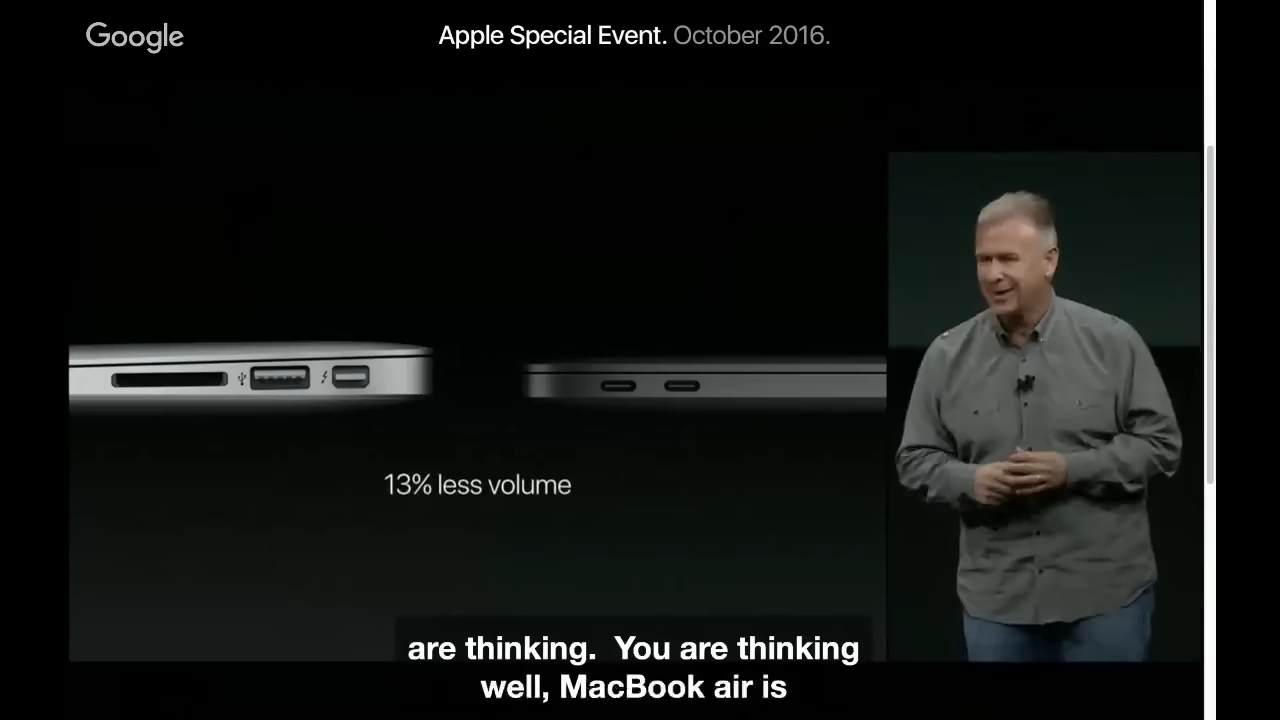 Google
Apple Special Event. October 2016.
13% less volume
are thinking.  You are thinking
well, MacBook air is